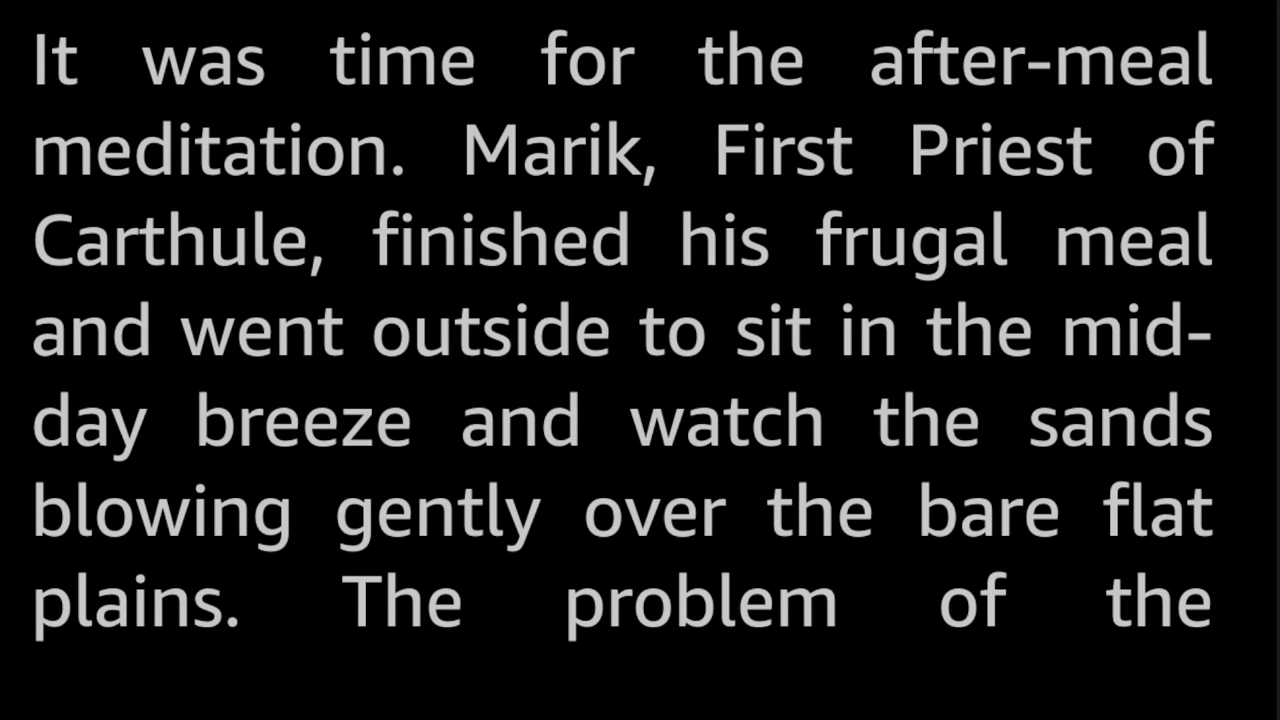 It was time for the after-meal
meditation. Marik, First Priest of
Carthule, finished his frugal meal
and went outside to sit in the mid-
day breeze and watch the sands
blowing gently over the bare flat
plains. The problem of the